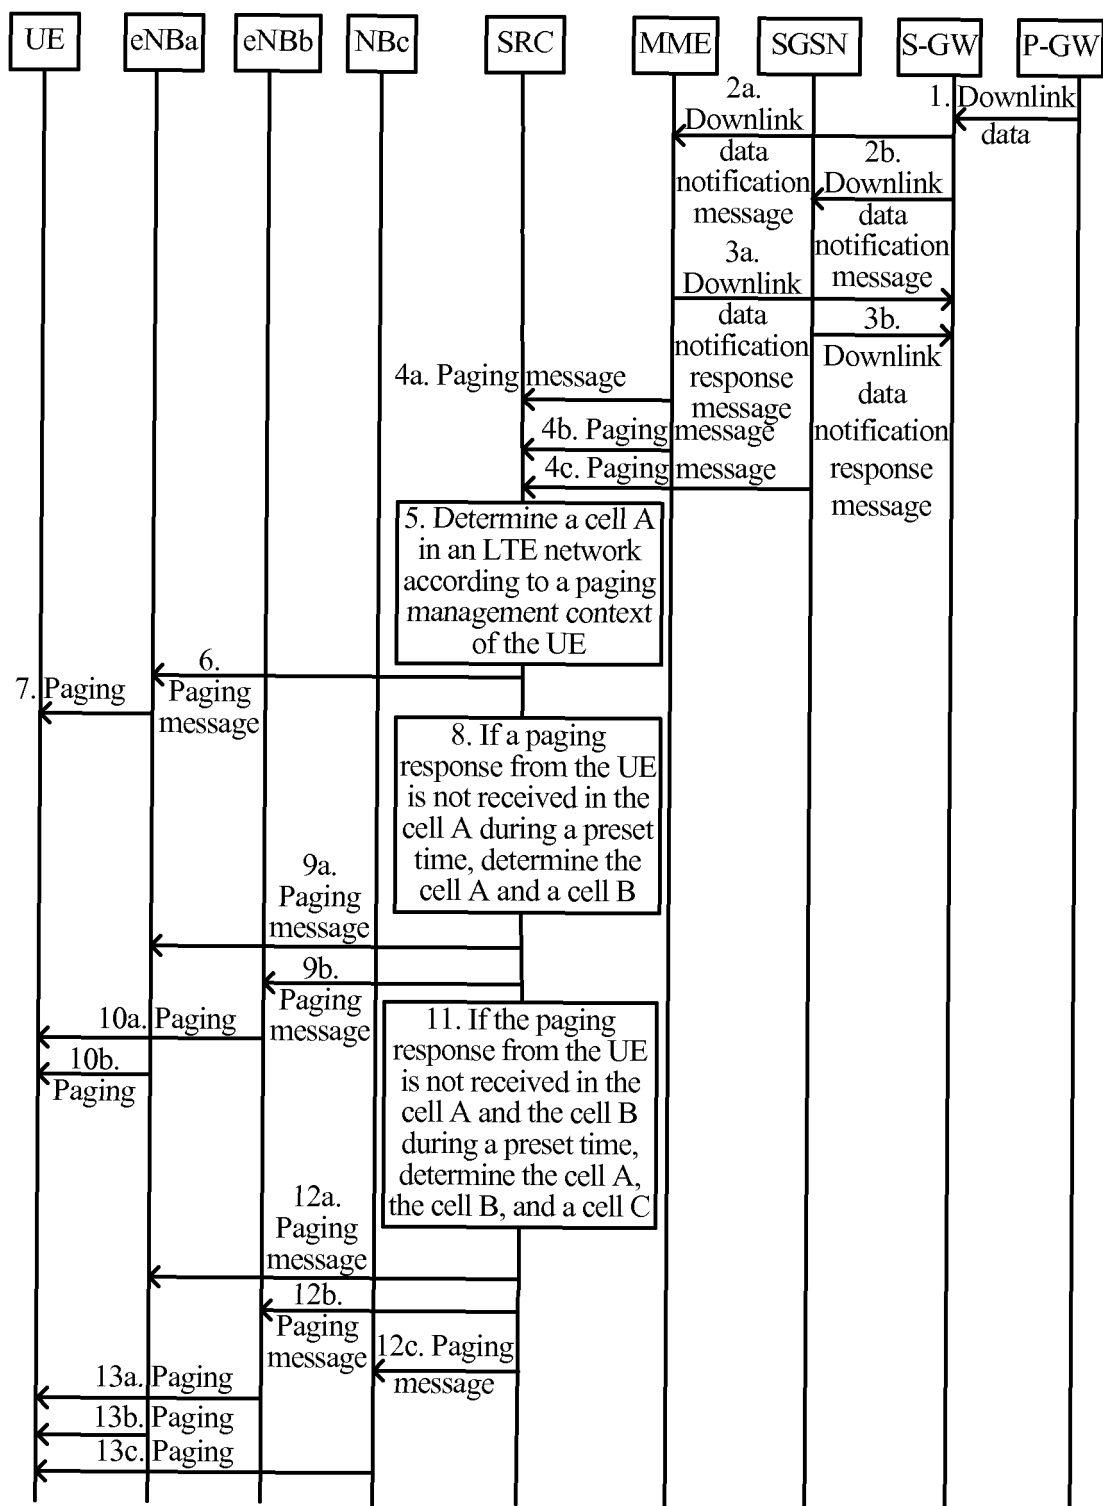 UE
eNBa
eNBb
NBc
SRC
MME
SGSN
S-GW
P-GW
1. Downlink
data
2a.
Downlink
data
notification
message
2b.
Downlink
data
notification
message
3a.
Downlink
data
notification
response
message
3b.
Downlink
data
notification
response
message
4a. Paging message
4b. Paging message
4c. Paging message
5. Determine a cell A
in an LTE network
according to a paging
management context
of the UE
6.
Paging
message
7. Paging
8. If a paging
response from the UE
is not received in the
cell A during a preset
time, determine the
cell A and a cell B
9a.
Paging
message
9b.
Paging
message
10a. Paging
10b.
Paging
11. If the paging
response from the UE
is not received in the
cell A and the cell B
during a preset time,
determine the cell A,
the cell B, and a cell C
12a.
Paging
message
12b.
Paging
message
12c. Paging
message
13a. Paging
13b. Paging
13c. Paging